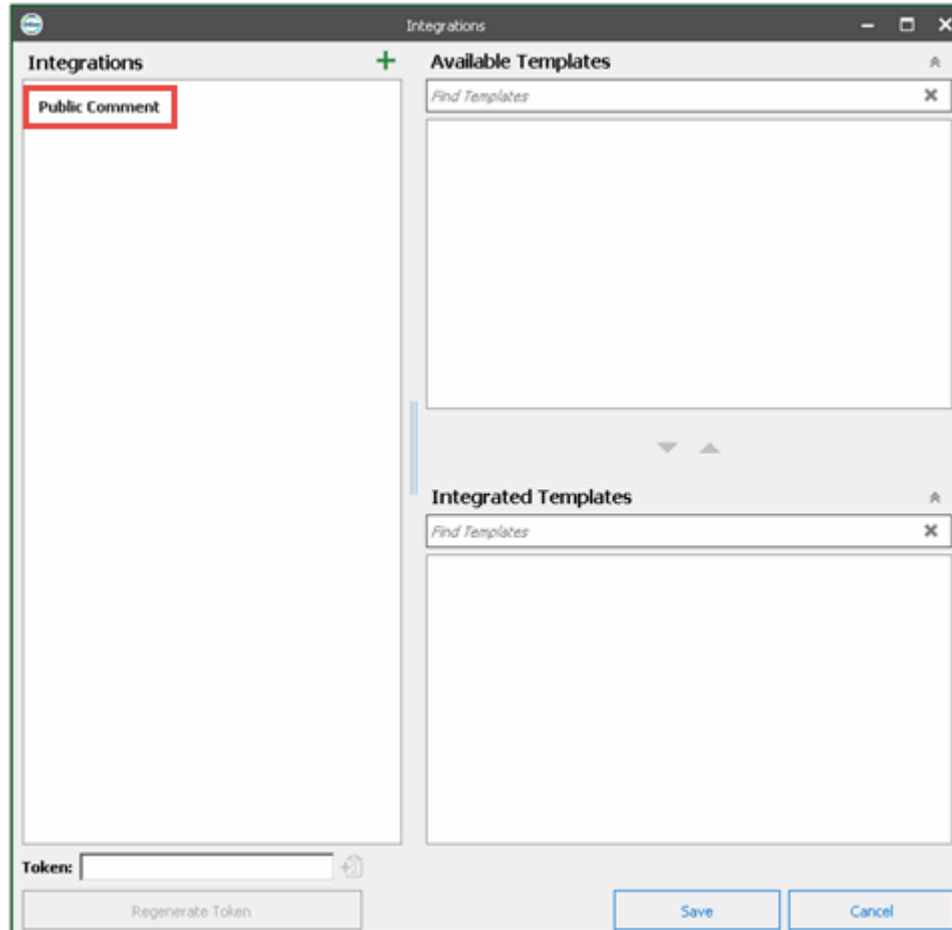 Integrations
Integrations
Public Comment
Token:
Regenerate Token
Available Templates
Find Templates
Integrated Templates
Find Templates
Save
Cancel